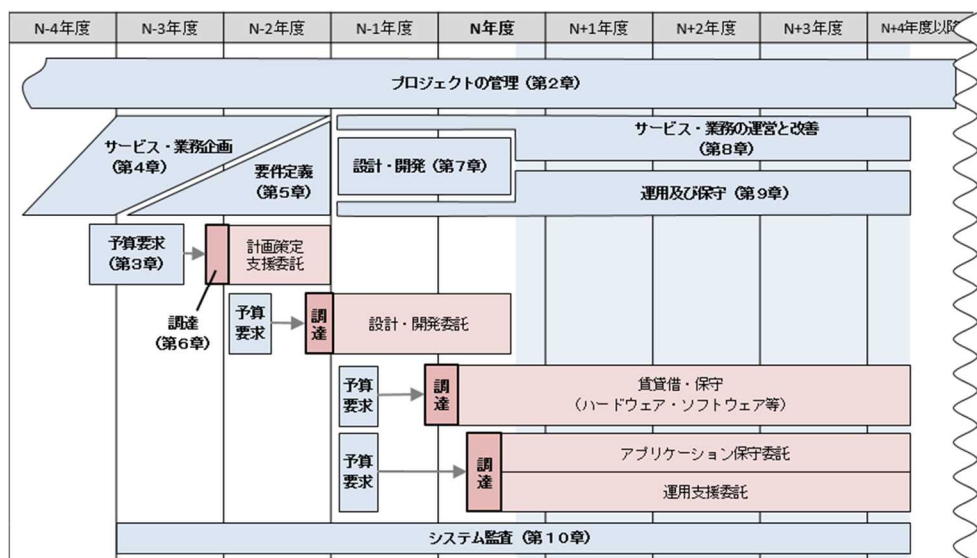 N-4年度
N-3年度
N-2年度
N-1年度
N年度
N+1年度
N+2年度
N+3年度
N+4年度以降
プロジェクトの管理（第2章）
サービス・業務企画
（第4章）
要件定義
（第5章）
設計・開発（第7章）
サービス・業務の運営と改善
（第8章）
運用及び保守（第9章）
予算要求
（第3章）
計画策定
支援委託
調達
（第6章）
予算
要求
調
達
設計・開発委託
予算
要求
調
達
賃貸借・保守
（ハードウェア・ソフトウェア等）
予算
要求
調
達
アプリケーション保守委託
運用支援委託
システム監査（第10章）